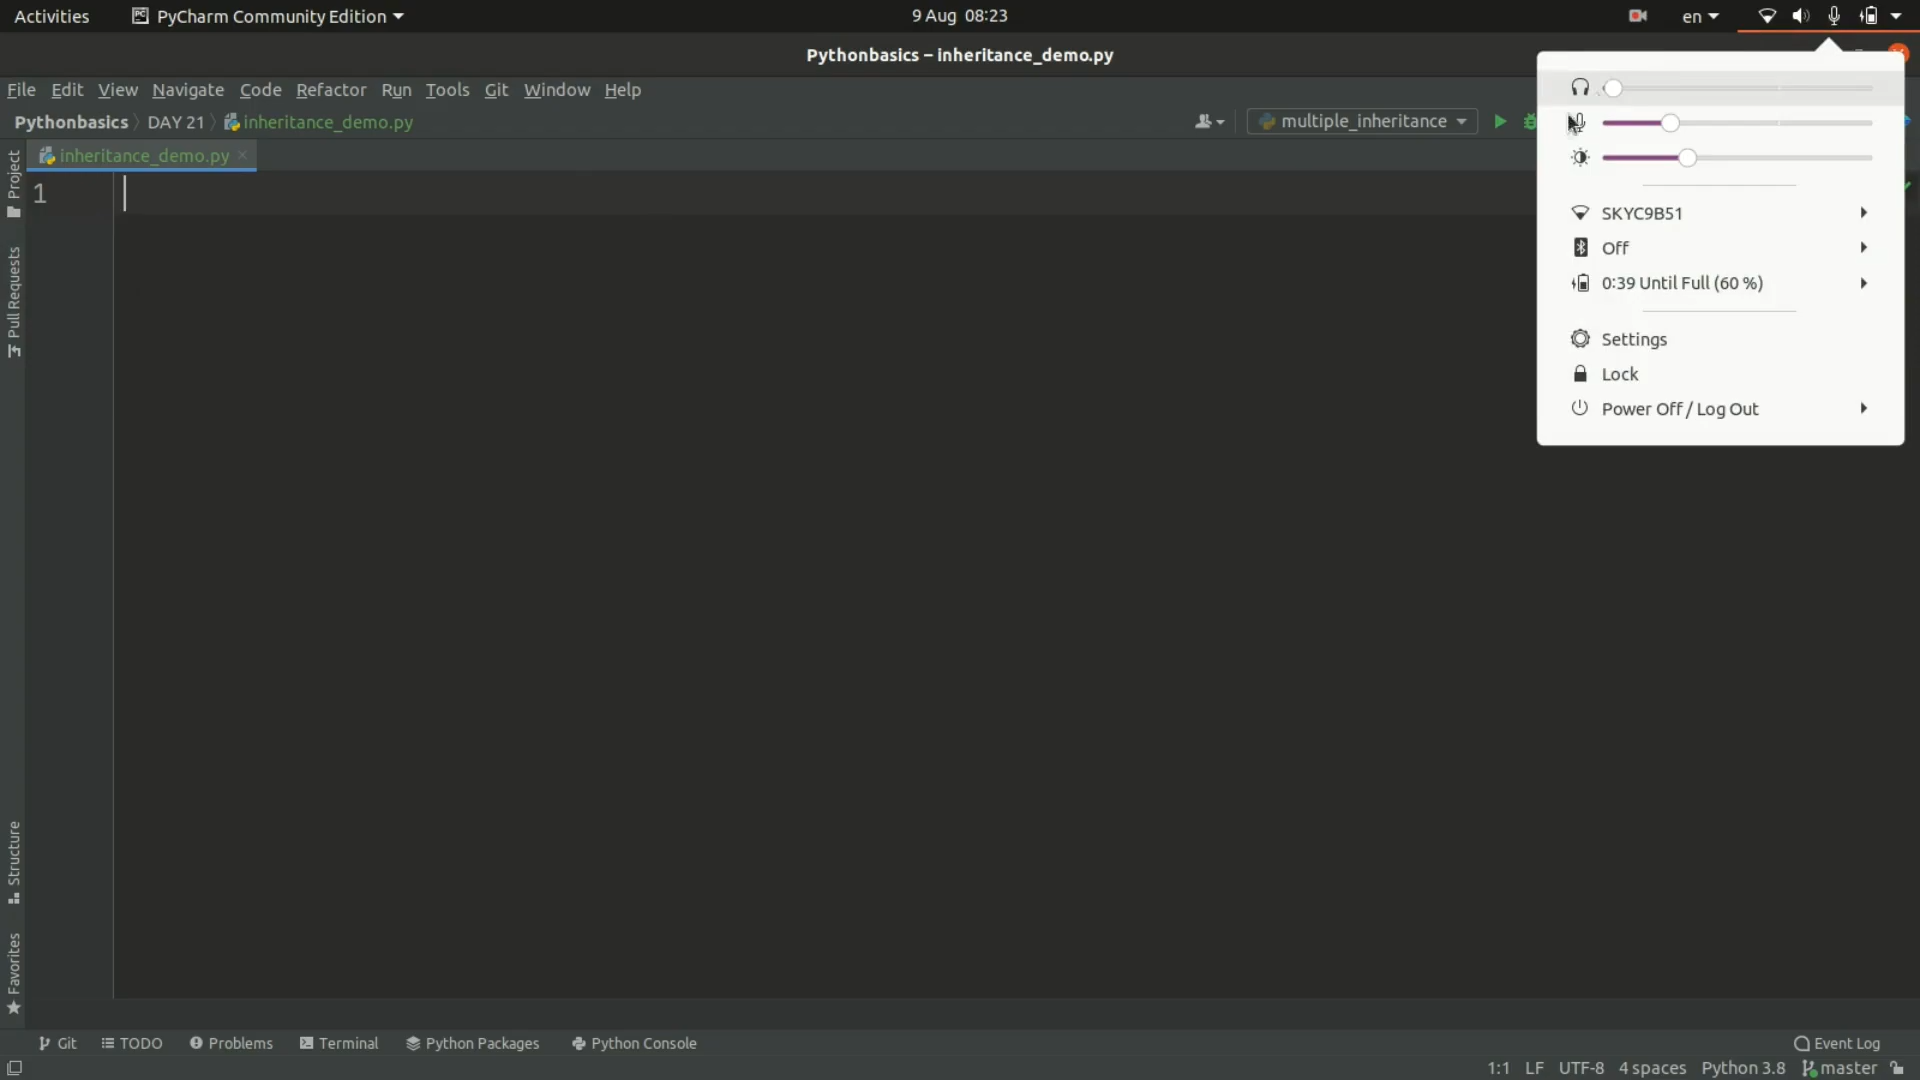 Activities PyCharm Community Edition 9 Aug 08:23 en
Pythonbasics – inheritance_demo.py
File Edit View Navigate Code Refactor Run Tools Git Window Help
Pythonbasics DAY 21 inheritance_demo.py multiple_inheritance
inheritance_demo.py
1
Project
Pull Requests
Structure
Favorites
SKYC9B51
Off
0:39 Until Full (60 %)
Settings
Lock
Power Off / Log Out
Git TODO Problems Terminal Python Packages Python Console Event Log
1:1 LF UTF-8 4 spaces Python 3.8 master